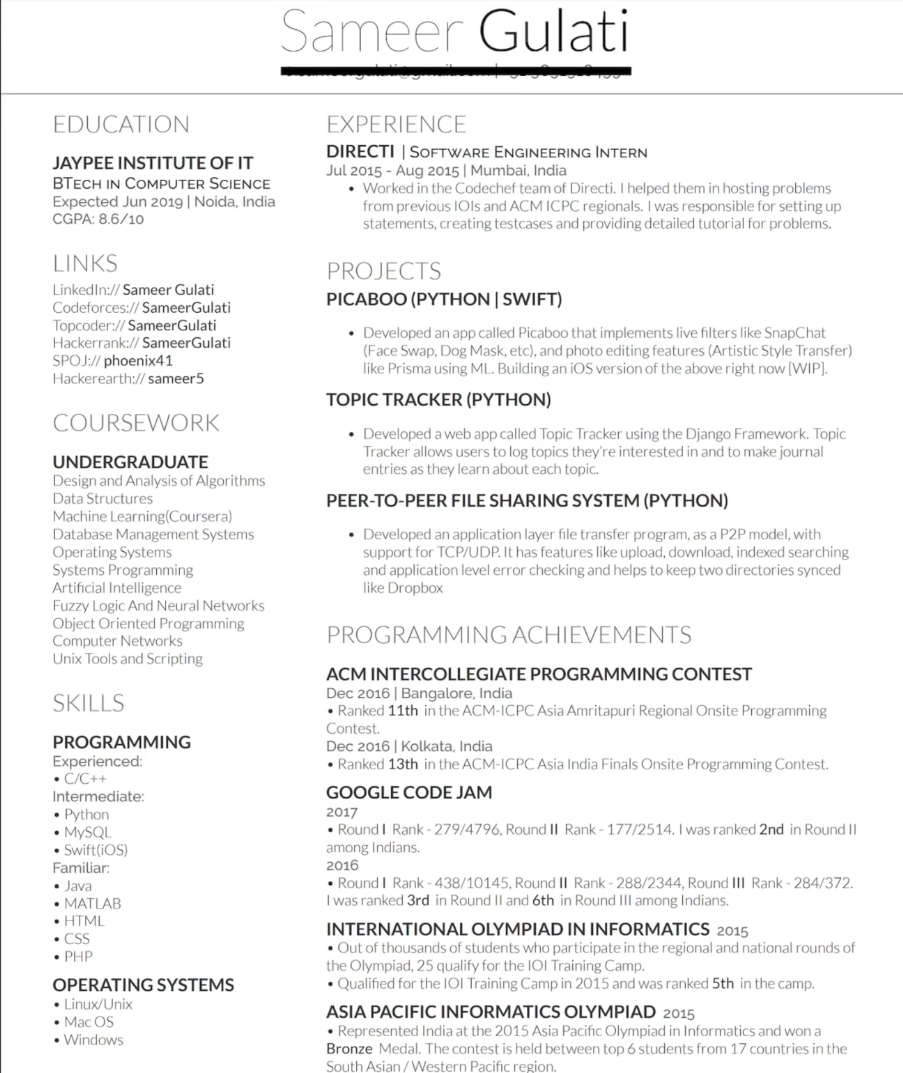 Sameer Gulati
EDUCATION
JAYPEE INSTITUTE OF IT
BTECH IN COMPUTER SCIENCE
Expected Jun 2019 | Noida, India
CGPA: 8.6/10
LINKS
LinkedIn:// Sameer Gulati
Codeforces:// SameerGulati
Topcoder:// SameerGulati
Hackerrank:// SameerGulati
SPOJ:// phoenix41
Hackerearth:// sameer5
COURSEWORK
UNDERGRADUATE
Design and Analysis of Algorithms
Data Structures
Machine Learning(Coursera)
Database Management Systems
Operating Systems
Systems Programming
Artificial Intelligence
Fuzzy Logic And Neural Networks
Object Oriented Programming
Computer Networks
Unix Tools and Scripting
SKILLS
PROGRAMMING
Experienced:
• C/C++
Intermediate:
• Python
• MySQL
• Swift(iOS)
Familiar:
• Java
• MATLAB
• HTML
• CSS
• PHP
OPERATING SYSTEMS
• Linux/Unix
• Mac OS
• Windows
EXPERIENCE
DIRECTI | SOFTWARE ENGINEERING INTERN
Jul 2015 - Aug 2015 | Mumbai, India
• Worked in the Codechef team of Directi. I helped them in hosting problems
from previous IOIs and ACM ICPC regionals. I was responsible for setting up
statements, creating testcases and providing detailed tutorial for problems.
PROJECTS
PICABOO (PYTHON | SWIFT)
• Developed an app called Picaboo that implements live filters like SnapChat
(Face Swap, Dog Mask, etc), and photo editing features (Artistic Style Transfer)
like Prisma using ML. Building an iOS version of the above right now [WIP].
TOPIC TRACKER (PYTHON)
• Developed a web app called Topic Tracker using the Django Framework. Topic
Tracker allows users to log topics they're interested in and to make journal
entries as they learn about each topic.
PEER-TO-PEER FILE SHARING SYSTEM (PYTHON)
• Developed an application layer file transfer program, as a P2P model, with
support for TCP/UDP. It has features like upload, download, indexed searching
and application level error checking and helps to keep two directories synced
like Dropbox
PROGRAMMING ACHIEVEMENTS
ACM INTERCOLLEGIATE PROGRAMMING CONTEST
Dec 2016 | Bangalore, India
• Ranked 11th in the ACM-ICPC Asia Amritapuri Regional Onsite Programming
Contest.
Dec 2016 | Kolkata, India
• Ranked 13th in the ACM-ICPC Asia India Finals Onsite Programming Contest.
GOOGLE CODE JAM
2017
• Round I Rank - 279/4796, Round II Rank - 177/2514. I was ranked 2nd in Round II
among Indians.
2016
• Round I Rank - 438/10145, Round II Rank - 288/2344, Round III Rank - 284/372.
I was ranked 3rd in Round II and 6th in Round III among Indians.
INTERNATIONAL OLYMPIAD IN INFORMATICS 2015
• Out of thousands of students who participate in the regional and national rounds of
the Olympiad, 25 qualify for the IOI Training Camp.
• Qualified for the IOI Training Camp in 2015 and was ranked 5th in the camp.
ASIA PACIFIC INFORMATICS OLYMPIAD 2015
• Represented India at the 2015 Asia Pacific Olympiad in Informatics and won a
Bronze Medal. The contest is held between top 6 students from 17 countries in the
South Asian / Western Pacific region.